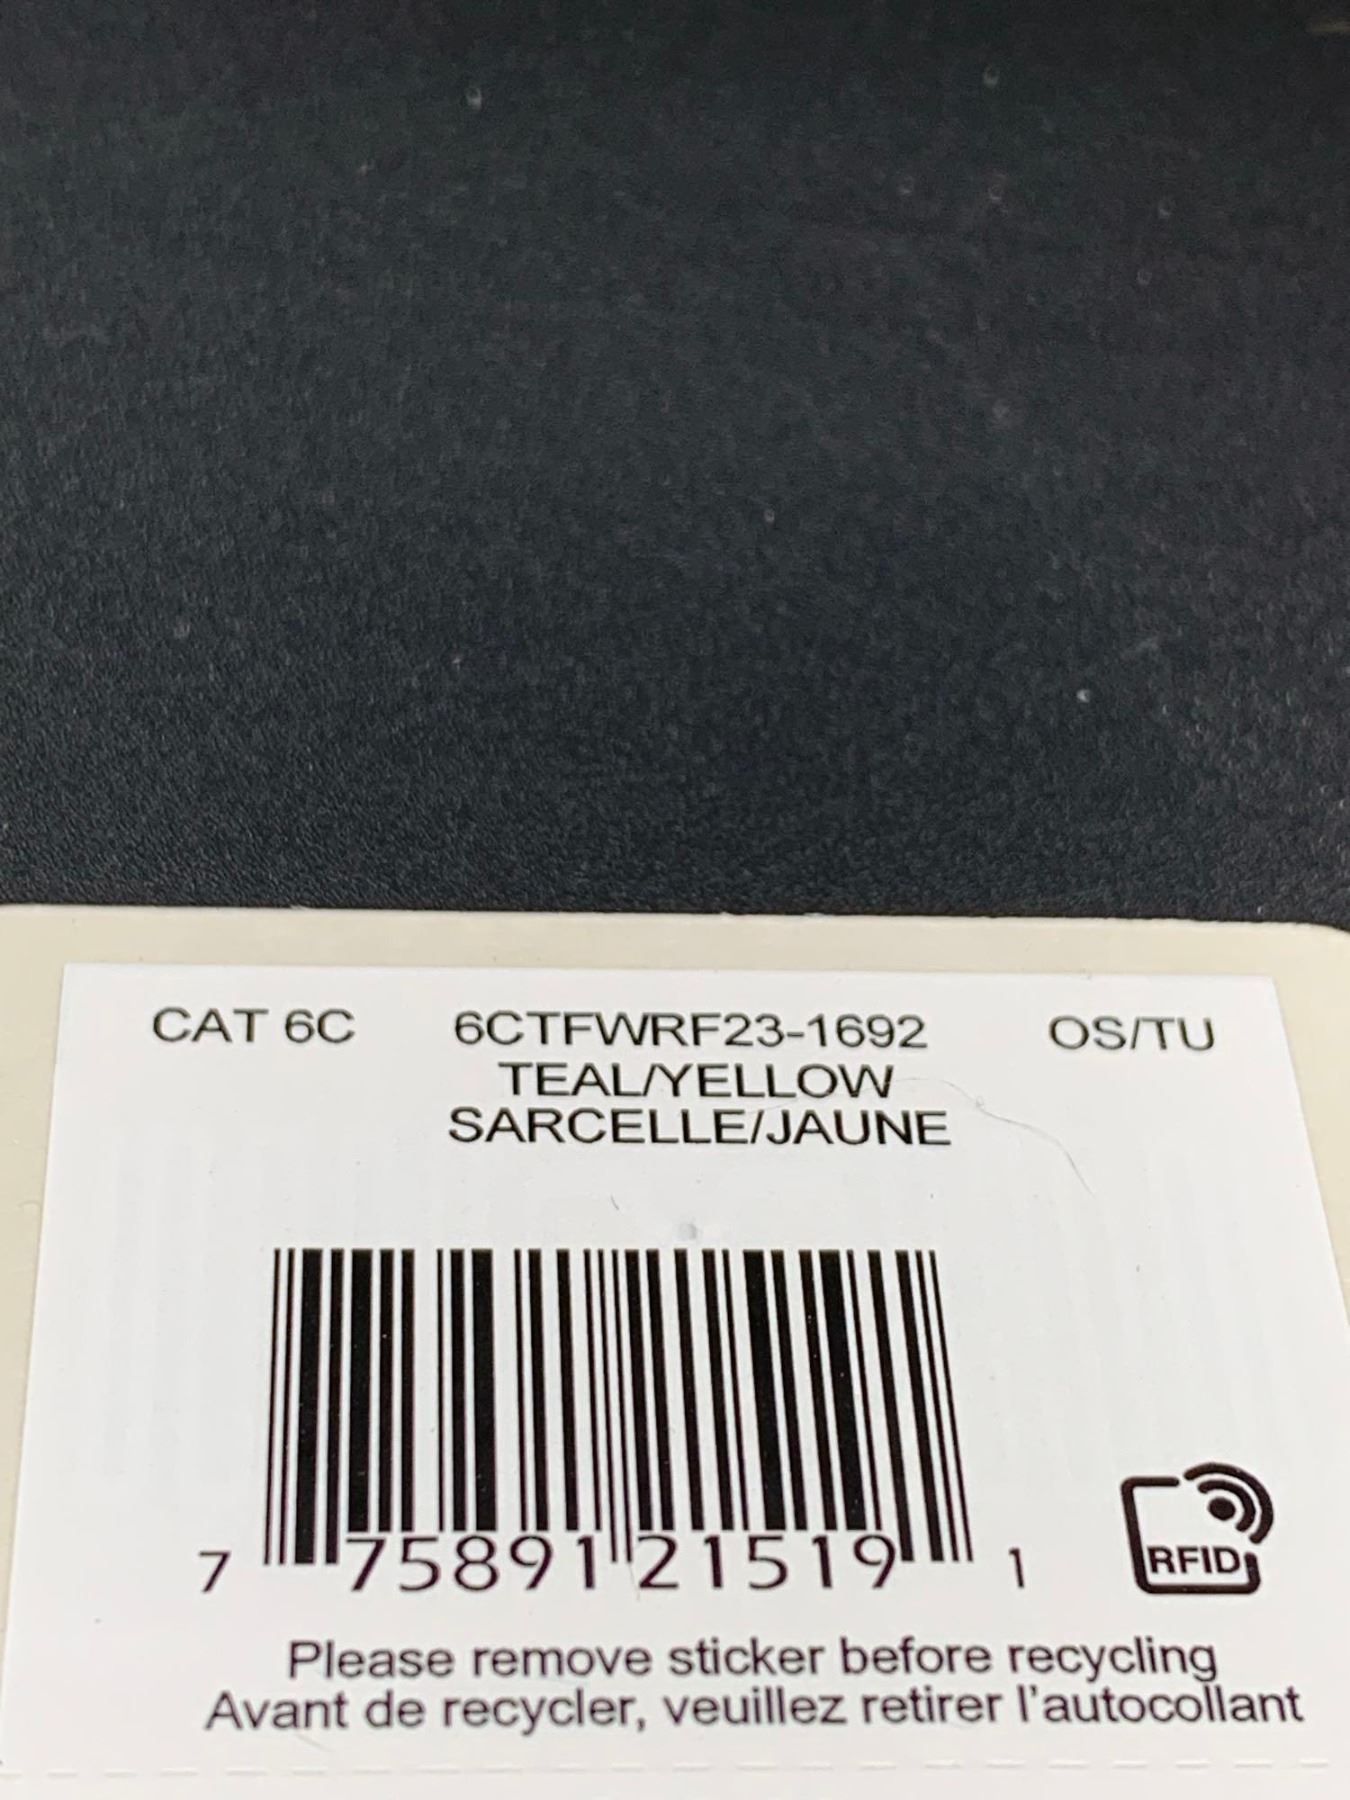 CAT 6C 6CTFWRF23-1692 OS/TU
TEAL/YELLOW
SARCELLE/JAUNE
7 75891 21519 1
RFID
Please remove sticker before recycling
Avant de recycler, veuillez retirer l'autocollant